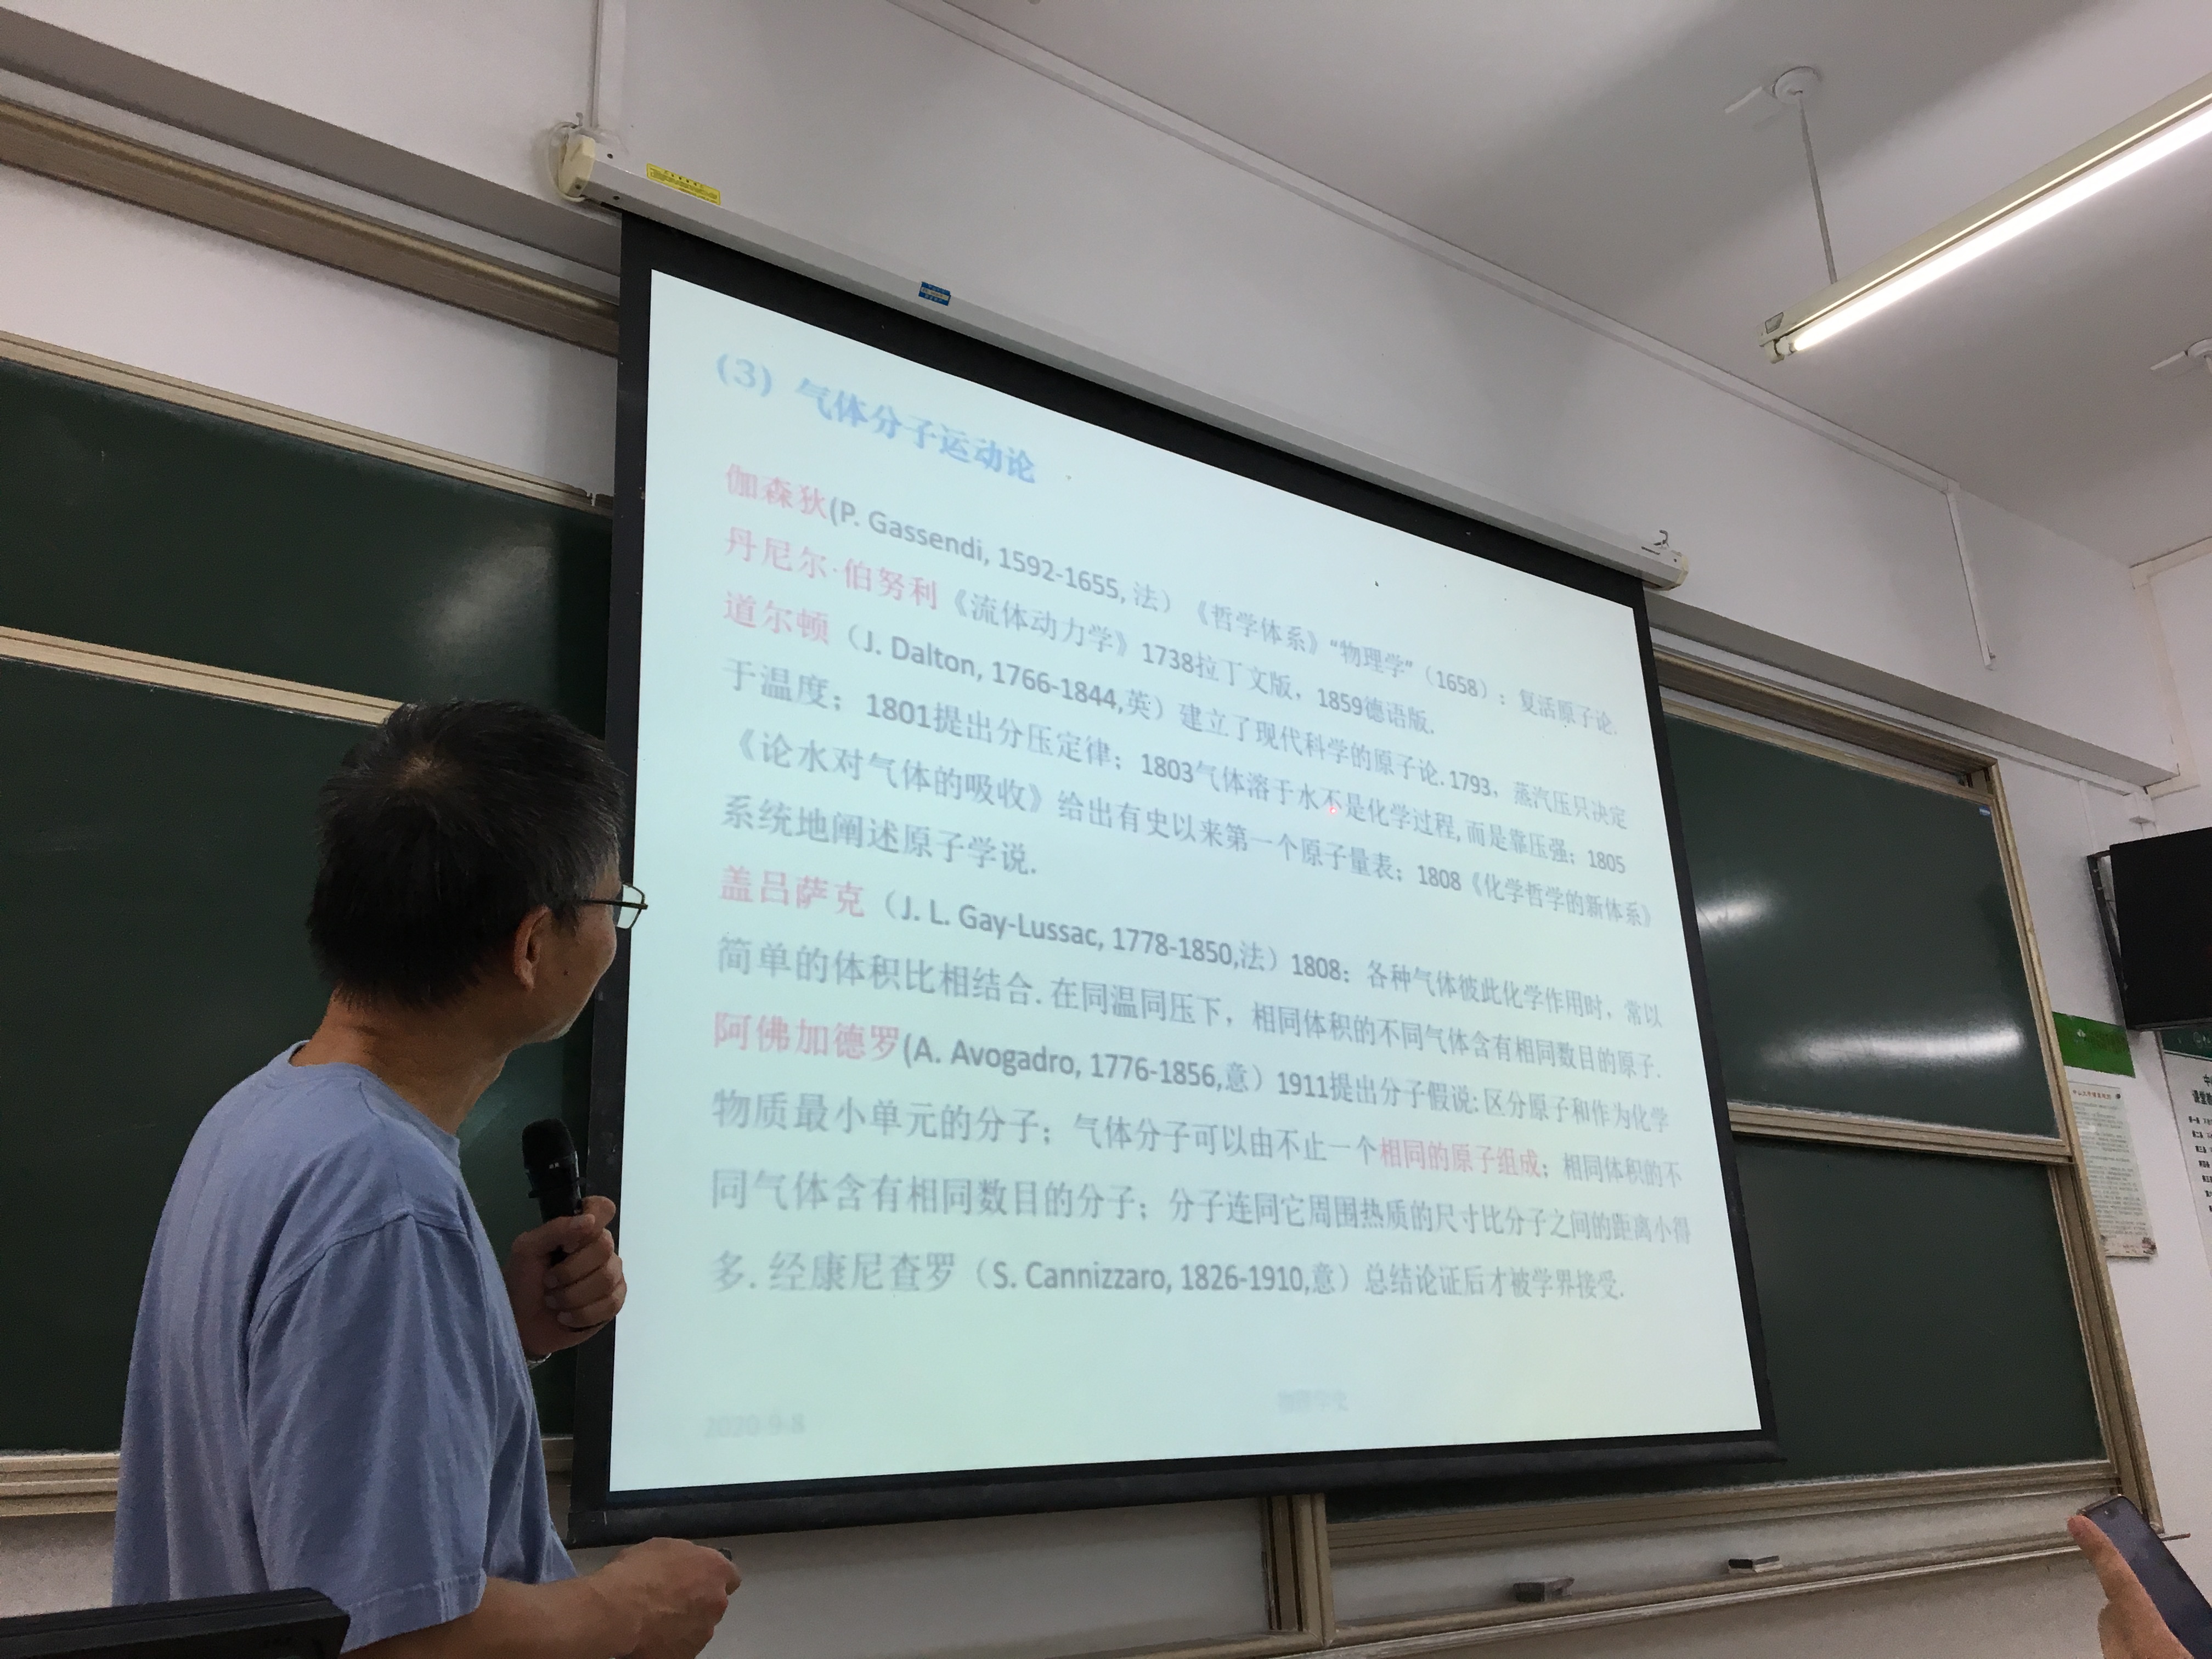 (3) 气体分子运动论
伽森狄(P. Gassendi, 1592-1655, 法）《哲学体系》“物理学”（1658）：复活原子论.
丹尼尔·伯努利《流体动力学》1738拉丁文版，1859德语版.
道尔顿（J. Dalton, 1766-1844,英）建立了现代科学的原子论. 1793，蒸汽压只决定
于温度；1801提出分压定律；1803气体溶于水不是化学过程, 而是靠压强；1805
《论水对气体的吸收》给出有史以来第一个原子量表；1808《化学哲学的新体系》
系统地阐述原子学说.
盖吕萨克（J. L. Gay-Lussac, 1778-1850,法）1808：各种气体彼此化学作用时，常以
简单的体积比相结合. 在同温同压下，相同体积的不同气体含有相同数目的原子.
阿佛加德罗(A. Avogadro, 1776-1856,意）1911提出分子假说: 区分原子和作为化学
物质最小单元的分子；气体分子可以由不止一个相同的原子组成；相同体积的不
同气体含有相同数目的分子；分子连同它周围热质的尺寸比分子之间的距离小得
多. 经康尼查罗（S. Cannizzaro, 1826-1910,意）总结论证后才被学界接受.
2020-9-8
物理学史